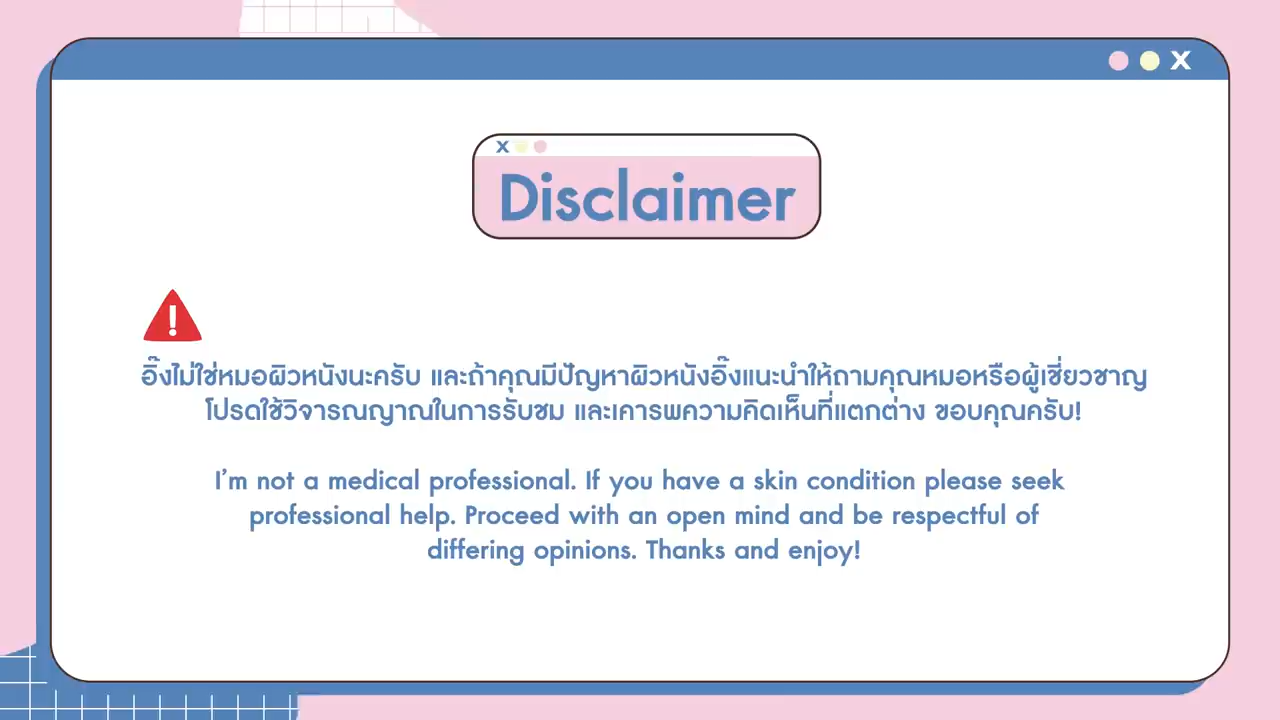 Disclaimer
อิ๊งไม่ใช่หมอผิวหนังนะครับ และถ้าคุณมีปัญหาผิวหนังอิ๊งแนะนำให้ถามคุณหมอหรือผู้เชี่ยวชาญ
โปรดใช้วิจารณญาณในการรับชม และเคารพความคิดเห็นที่แตกต่าง ขอบคุณครับ!
I'm not a medical professional. If you have a skin condition please seek
professional help. Proceed with an open mind and be respectful of
differing opinions. Thanks and enjoy!